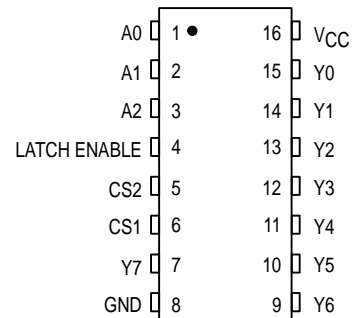 A0 1 16 VCC
A1 2 15 Y0
A2 3 14 Y1
LATCH ENABLE 4 13 Y2
CS2 5 12 Y3
CS1 6 11 Y4
Y7 7 10 Y5
GND 8 9 Y6